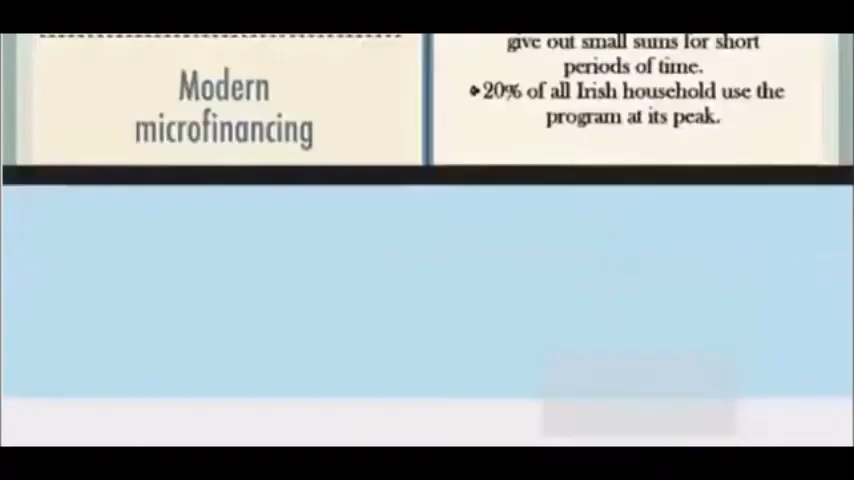 Modern
microfinancing
give out small sums for short
periods of time.
20% of all Irish household use the
program at its peak.